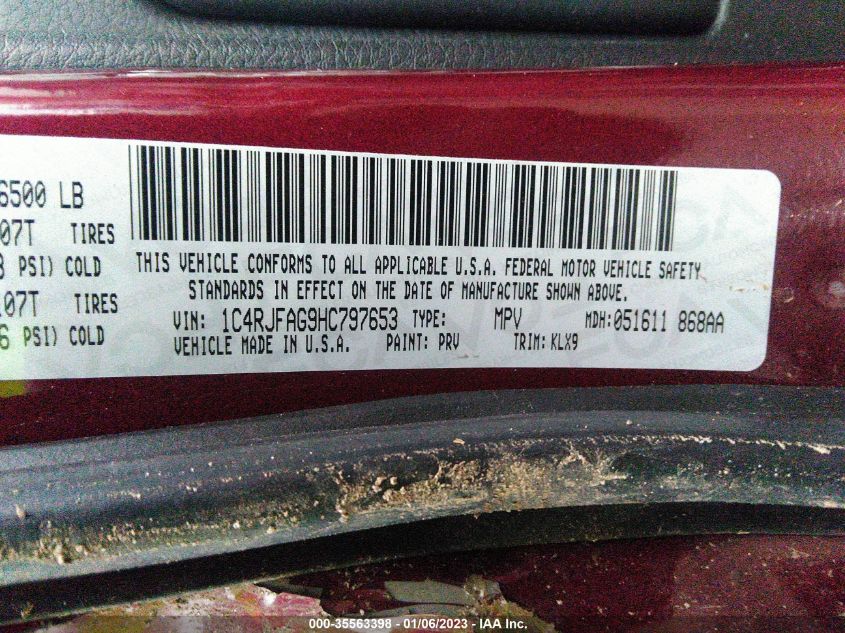 6500 LB
07T TIRES
PSI) COLD
07T TIRES
6 PSI) COLD
THIS VEHICLE CONFORMS TO ALL APPLICABLE U.S.A. FEDERAL MOTOR VEHICLE SAFETY
STANDARDS IN EFFECT ON THE DATE OF MANUFACTURE SHOWN ABOVE.
VIN: 1C4RJFAG9HC797653 TYPE: MPV MDH:051611 868AA
VEHICLE MADE IN U.S.A. PAINT: PRV TRIM: KLX9
000-35563398 - 01/06/2023 - IAA Inc.